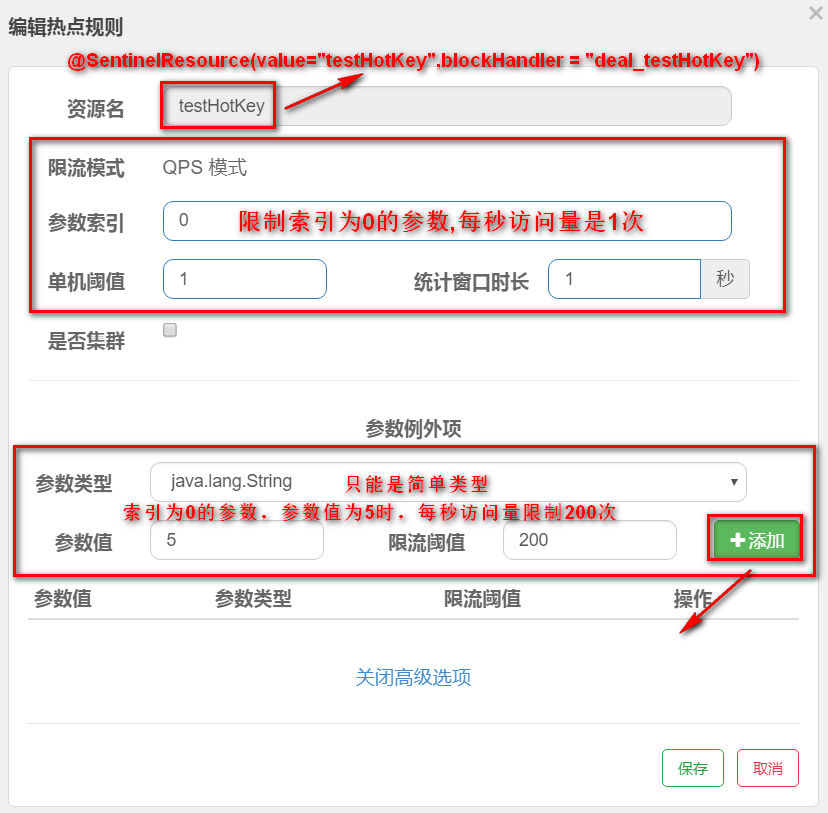 编辑热点规则
×
@SentinelResource(value="testHotKey",blockHandler = "deal_testHotKey")
资源名 testHotKey
限流模式 QPS 模式
参数索引 0 限制索引为0的参数,每秒访问量是1次
单机阈值 1 统计窗口时长 1 秒
是否集群
参数例外项
参数类型 java.lang.String 只能是简单类型
索引为0的参数．参数值为5时．每秒访问量限制200次
参数值 5 限流阈值 200 +添加
参数值 参数类型 限流阈值 操作
关闭高级选项
保存 取消